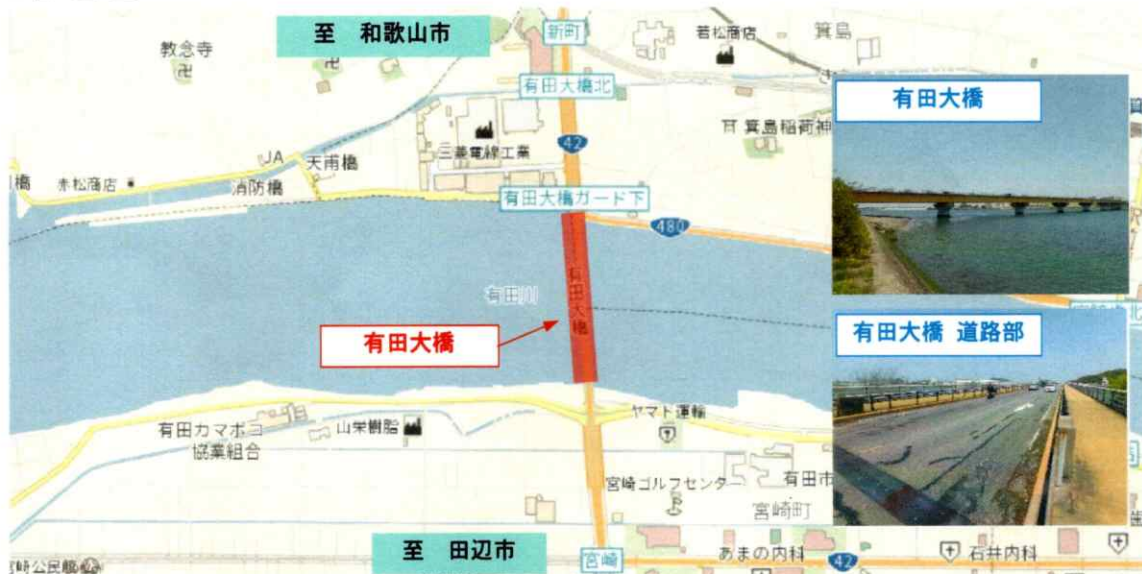 至 和歌山市
新町
若松商店
箕島
教念寺
有田大橋
有田大橋北
42
箕島稲荷神
三菱電線工業
JA
天甫橋
橋
赤松商店
消防橋
有田大橋ガード下
480
有田川
有田大橋
有田大橋
有田大橋 道路部
ヤマト運輸
有田カマボコ
協業組合
山栄樹脂
宮崎ゴルフセンター
有田市
宮崎町
至 田辺市
宮崎
あまの内科
42
石井内科